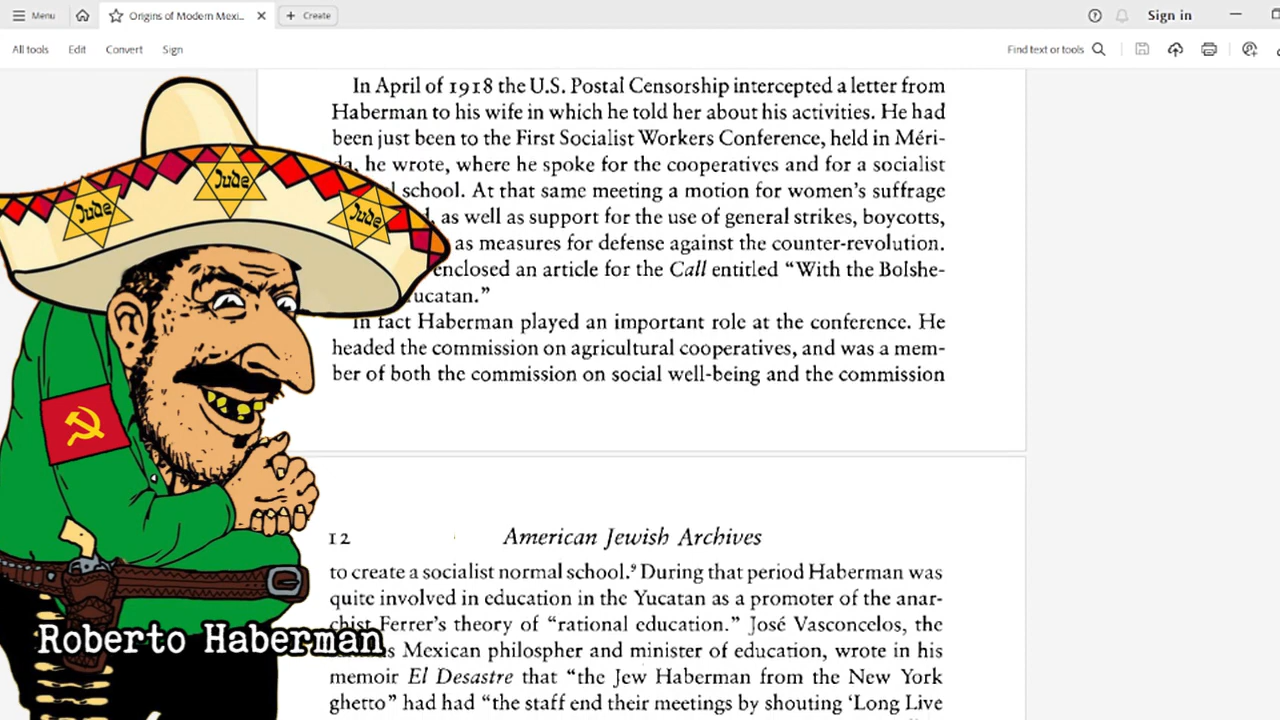 Menu
Origins of Modern Mexi...
Create
Sign in
All tools
Edit
Convert
Sign
Find text or tools
In April of 1918 the U.S. Postal Censorship intercepted a letter from
Haberman to his wife in which he told her about his activities. He had
been just been to the First Socialist Workers Conference, held in Méri-
da, he wrote, where he spoke for the cooperatives and for a socialist
school. At that same meeting a motion for women's suffrage
as well as support for the use of general strikes, boycotts,
as measures for defense against the counter-revolution.
enclosed an article for the Call entitled “With the Bolshe-
ucatan.”
In fact Haberman played an important role at the conference. He
headed the commission on agricultural cooperatives, and was a mem-
ber of both the commission on social well-being and the commission
Jude
Jude
Jude
12
American Jewish Archives
to create a socialist normal school.⁹ During that period Haberman was
quite involved in education in the Yucatan as a promoter of the anar-
chist Ferrer's theory of “rational education.” José Vasconcelos, the
Mexican philospher and minister of education, wrote in his
memoir El Desastre that “the Jew Haberman from the New York
ghetto” had had “the staff end their meetings by shouting ‘Long Live
Roberto Haberman